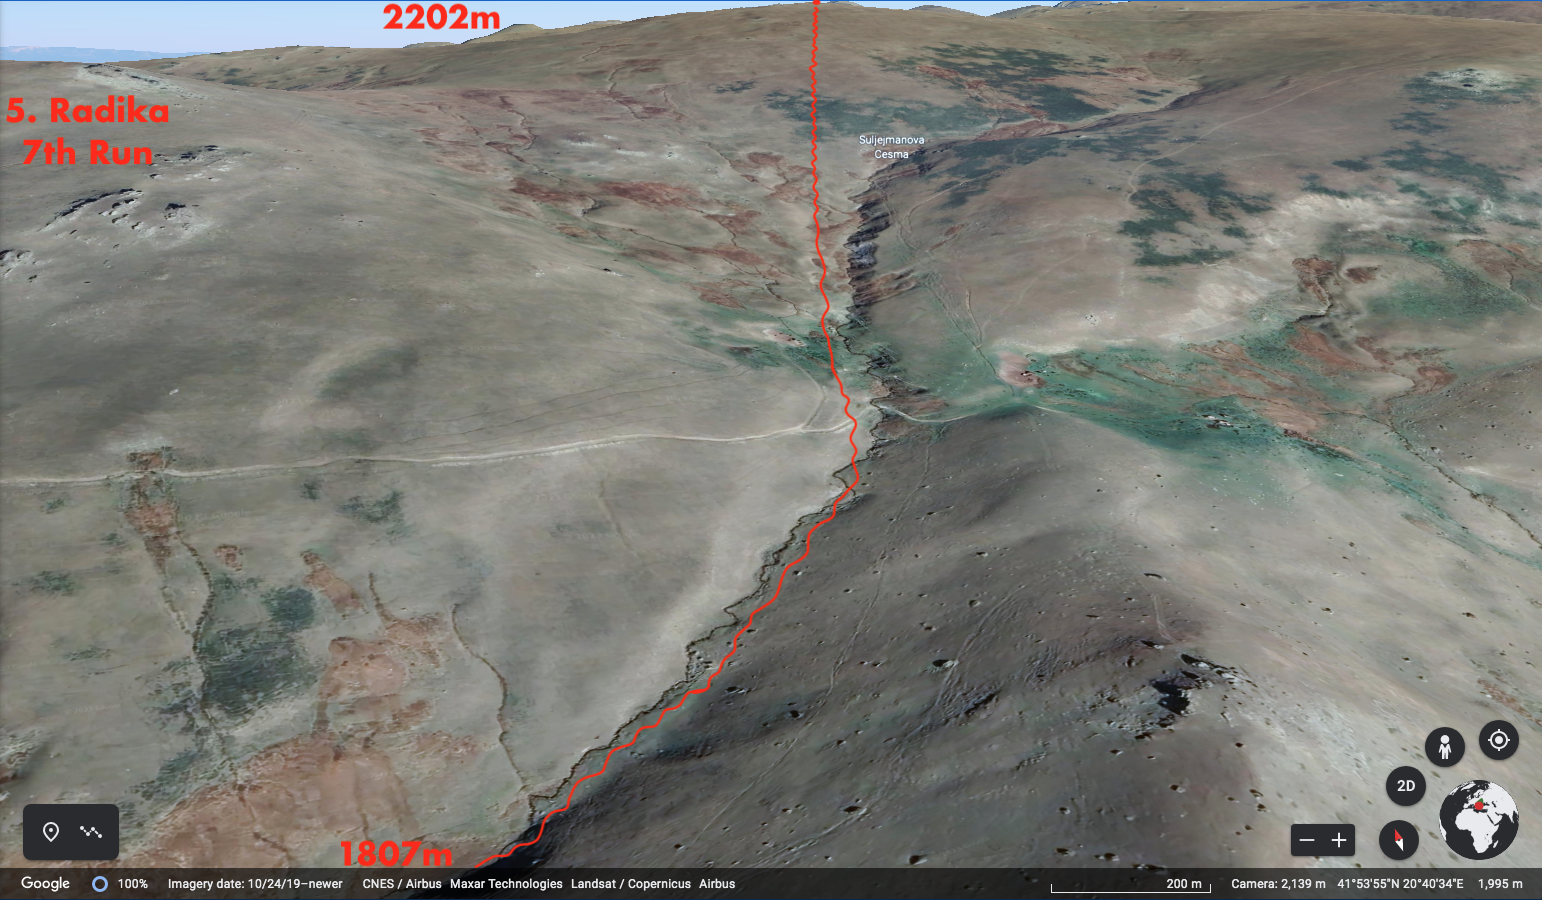 2202m
5. Radika
7th Run
Suljejmanova
Cesma
1807m
2D
Google
100%
Imagery date: 10/24/19–newer
CNES / Airbus Maxar Technologies Landsat / Copernicus Airbus
200 m
Camera: 2,139 m 41°53'55"N 20°40'34"E 1,995 m